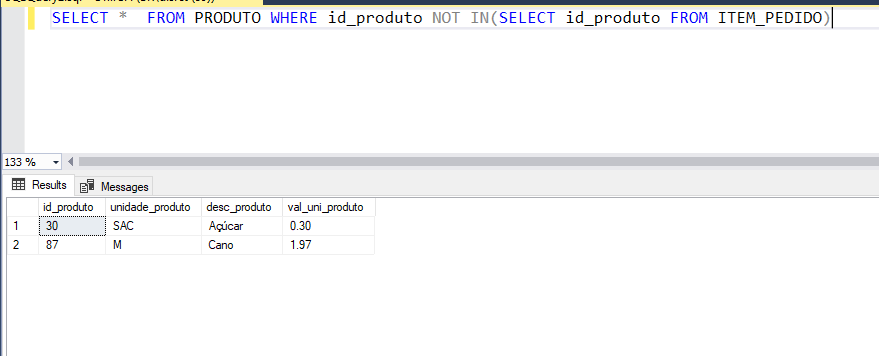 SELECT *  FROM PRODUTO WHERE id_produto NOT IN(SELECT id_produto FROM ITEM_PEDIDO)
133 %
Results Messages
id_produto unidade_produto desc_produto val_uni_produto
1 30 SAC Açúcar 0.30
2 87 M Cano 1.97